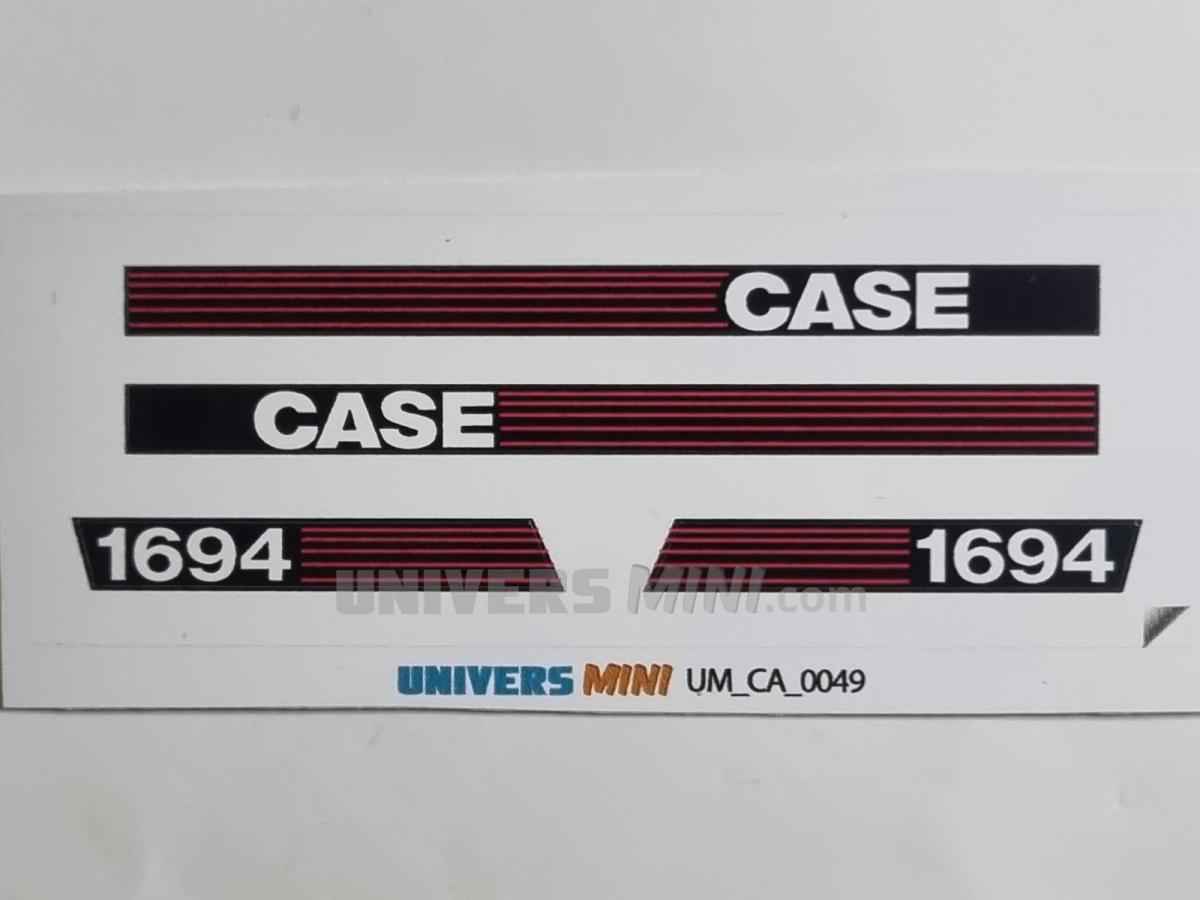 CASE
CASE
1694 1694
UNIVERS MINI.com
UNIVERS MINI UM_CA_0049